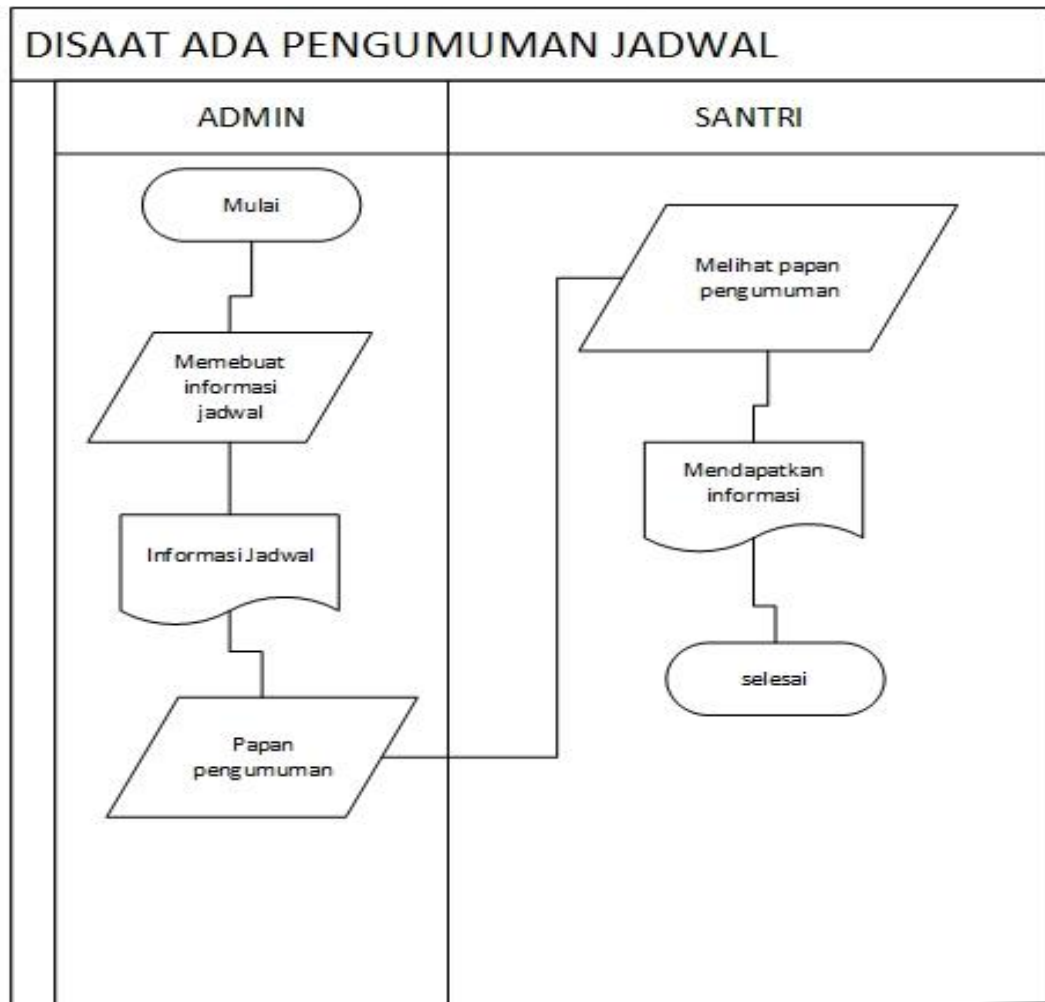 DISAAT ADA PENGUMUMAN JADWAL
ADMIN
SANTRI
Mulai
Memebuat
informasi
jadwal
Informasi Jadwal
Papan
pengumuman
Melihat papan
pengumuman
Mendapatkan
informasi
selesai